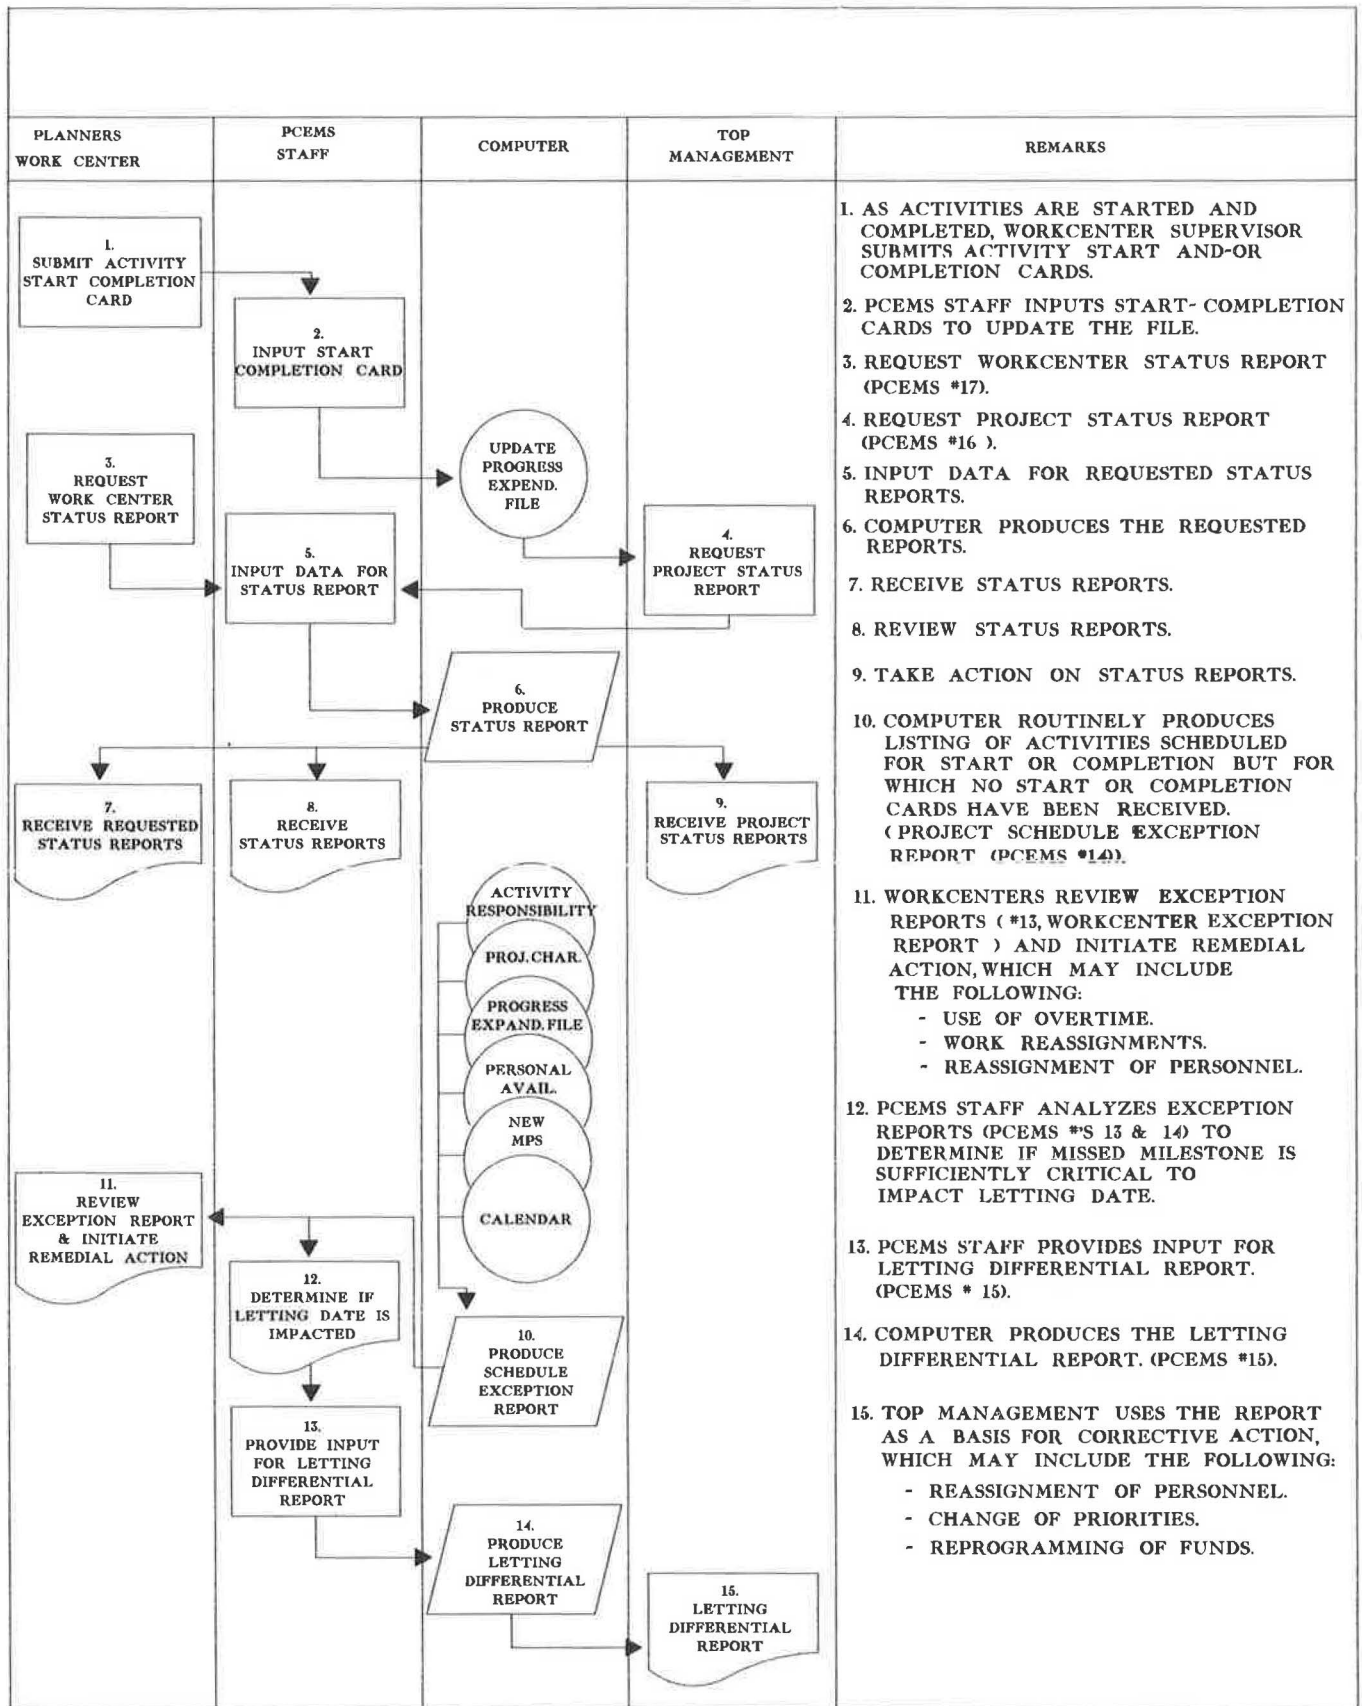 PLANNERS
WORK CENTER
PCEMS
STAFF
COMPUTER
TOP
MANAGEMENT
REMARKS
1.
SUBMIT ACTIVITY
START COMPLETION
CARD
2.
INPUT START
COMPLETION CARD
UPDATE
PROGRESS
EXPEND.
FILE
3.
REQUEST
WORK CENTER
STATUS REPORT
4.
REQUEST
PROJECT STATUS
REPORT
5.
INPUT DATA FOR
STATUS REPORT
6.
PRODUCE
STATUS REPORT
7.
RECEIVE REQUESTED
STATUS REPORTS
8.
RECEIVE
STATUS REPORTS
9.
RECEIVE PROJECT
STATUS REPORTS
ACTIVITY
RESPONSIBILITY
PROJ. CHAR.
PROGRESS
EXPAND. FILE
PERSONAL
AVAIL.
NEW
MPS
CALENDAR
11.
REVIEW
EXCEPTION REPORT
& INITIATE
REMEDIAL ACTION
12.
DETERMINE IF
LETTING DATE IS
IMPACTED
10.
PRODUCE
SCHEDULE
EXCEPTION
REPORT
13.
PROVIDE INPUT
FOR LETTING
DIFFERENTIAL
REPORT
14.
PRODUCE
LETTING
DIFFERENTIAL
REPORT
15.
LETTING
DIFFERENTIAL
REPORT
1. AS ACTIVITIES ARE STARTED AND
COMPLETED, WORKCENTER SUPERVISOR
SUBMITS ACTIVITY START AND-OR
COMPLETION CARDS.
2. PCEMS STAFF INPUTS START- COMPLETION
CARDS TO UPDATE THE FILE.
3. REQUEST WORKCENTER STATUS REPORT
(PCEMS #17).
4. REQUEST PROJECT STATUS REPORT
(PCEMS #16 ).
5. INPUT DATA FOR REQUESTED STATUS
REPORTS.
6. COMPUTER PRODUCES THE REQUESTED
REPORTS.
7. RECEIVE STATUS REPORTS.
8. REVIEW STATUS REPORTS.
9. TAKE ACTION ON STATUS REPORTS.
10. COMPUTER ROUTINELY PRODUCES
LISTING OF ACTIVITIES SCHEDULED
FOR START OR COMPLETION BUT FOR
WHICH NO START OR COMPLETION
CARDS HAVE BEEN RECEIVED.
( PROJECT SCHEDULE EXCEPTION
REPORT (PCEMS #14)).
11. WORKCENTERS REVIEW EXCEPTION
REPORTS ( #13, WORKCENTER EXCEPTION
REPORT ) AND INITIATE REMEDIAL
ACTION, WHICH MAY INCLUDE
THE FOLLOWING:
- USE OF OVERTIME.
- WORK REASSIGNMENTS.
- REASSIGNMENT OF PERSONNEL.
12. PCEMS STAFF ANALYZES EXCEPTION
REPORTS (PCEMS #'S 13 & 14) TO
DETERMINE IF MISSED MILESTONE IS
SUFFICIENTLY CRITICAL TO
IMPACT LETTING DATE.
13. PCEMS STAFF PROVIDES INPUT FOR
LETTING DIFFERENTIAL REPORT.
(PCEMS # 15).
14. COMPUTER PRODUCES THE LETTING
DIFFERENTIAL REPORT. (PCEMS #15).
15. TOP MANAGEMENT USES THE REPORT
AS A BASIS FOR CORRECTIVE ACTION,
WHICH MAY INCLUDE THE FOLLOWING:
- REASSIGNMENT OF PERSONNEL.
- CHANGE OF PRIORITIES.
- REPROGRAMMING OF FUNDS.